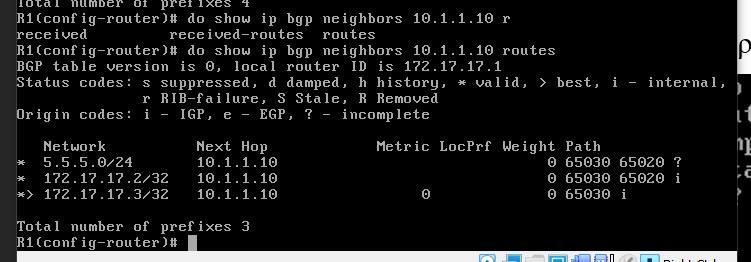 Total number of prefixes 4
R1(config-router)# do show ip bgp neighbors 10.1.1.10 r
received         received-routes  routes
R1(config-router)# do show ip bgp neighbors 10.1.1.10 routes
BGP table version is 0, local router ID is 172.17.17.1
Status codes: s suppressed, d damped, h history, * valid, > best, i - internal,
              r RIB-failure, S Stale, R Removed
Origin codes: i - IGP, e - EGP, ? - incomplete
   Network          Next Hop            Metric LocPrf Weight Path
*  5.5.5.0/24       10.1.1.10                              0 65030 65020 ?
*  172.17.17.2/32   10.1.1.10                              0 65030 65020 i
*> 172.17.17.3/32   10.1.1.10                0             0 65030 i
Total number of prefixes 3
R1(config-router)#